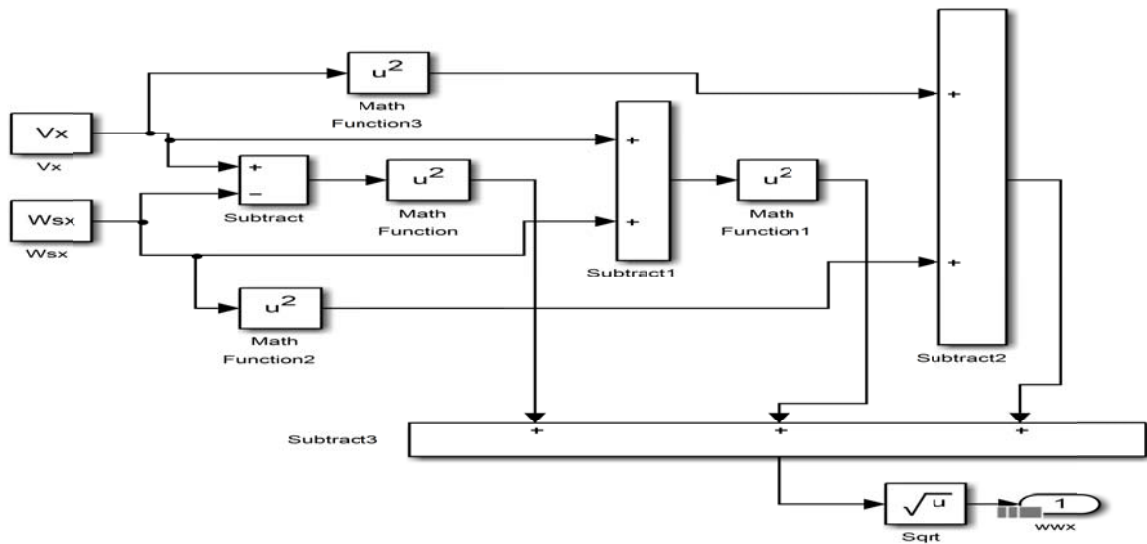 u²
Math
Function3
Vx
Vx
+
+
+
−
Subtract
u²
Math
Function
u²
Math
Function1
Wsx
Wsx
+
Subtract1
+
u²
Math
Function2
Subtract2
Subtract3
+
+
+
√u
Sqrt
1
wwx